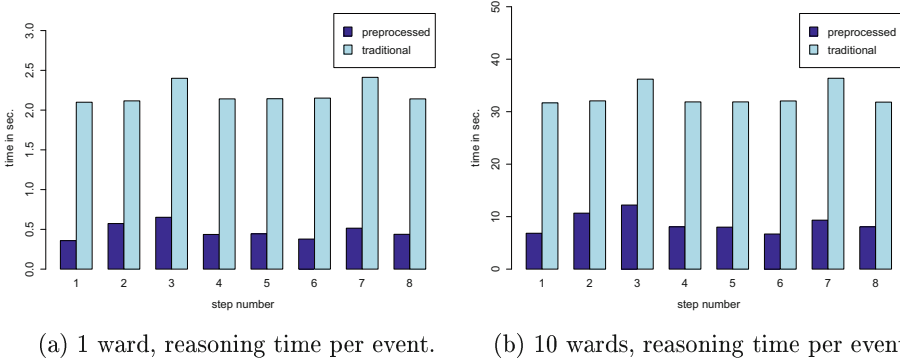 preprocessed
traditional
time in sec.
0.0 0.5 1.0 1.5 2.0 2.5 3.0
1 2 3 4 5 6 7 8
step number
(a) 1 ward, reasoning time per event.
preprocessed
traditional
time in sec.
0 10 20 30 40 50
1 2 3 4 5 6 7 8
step number
(b) 10 wards, reasoning time per event